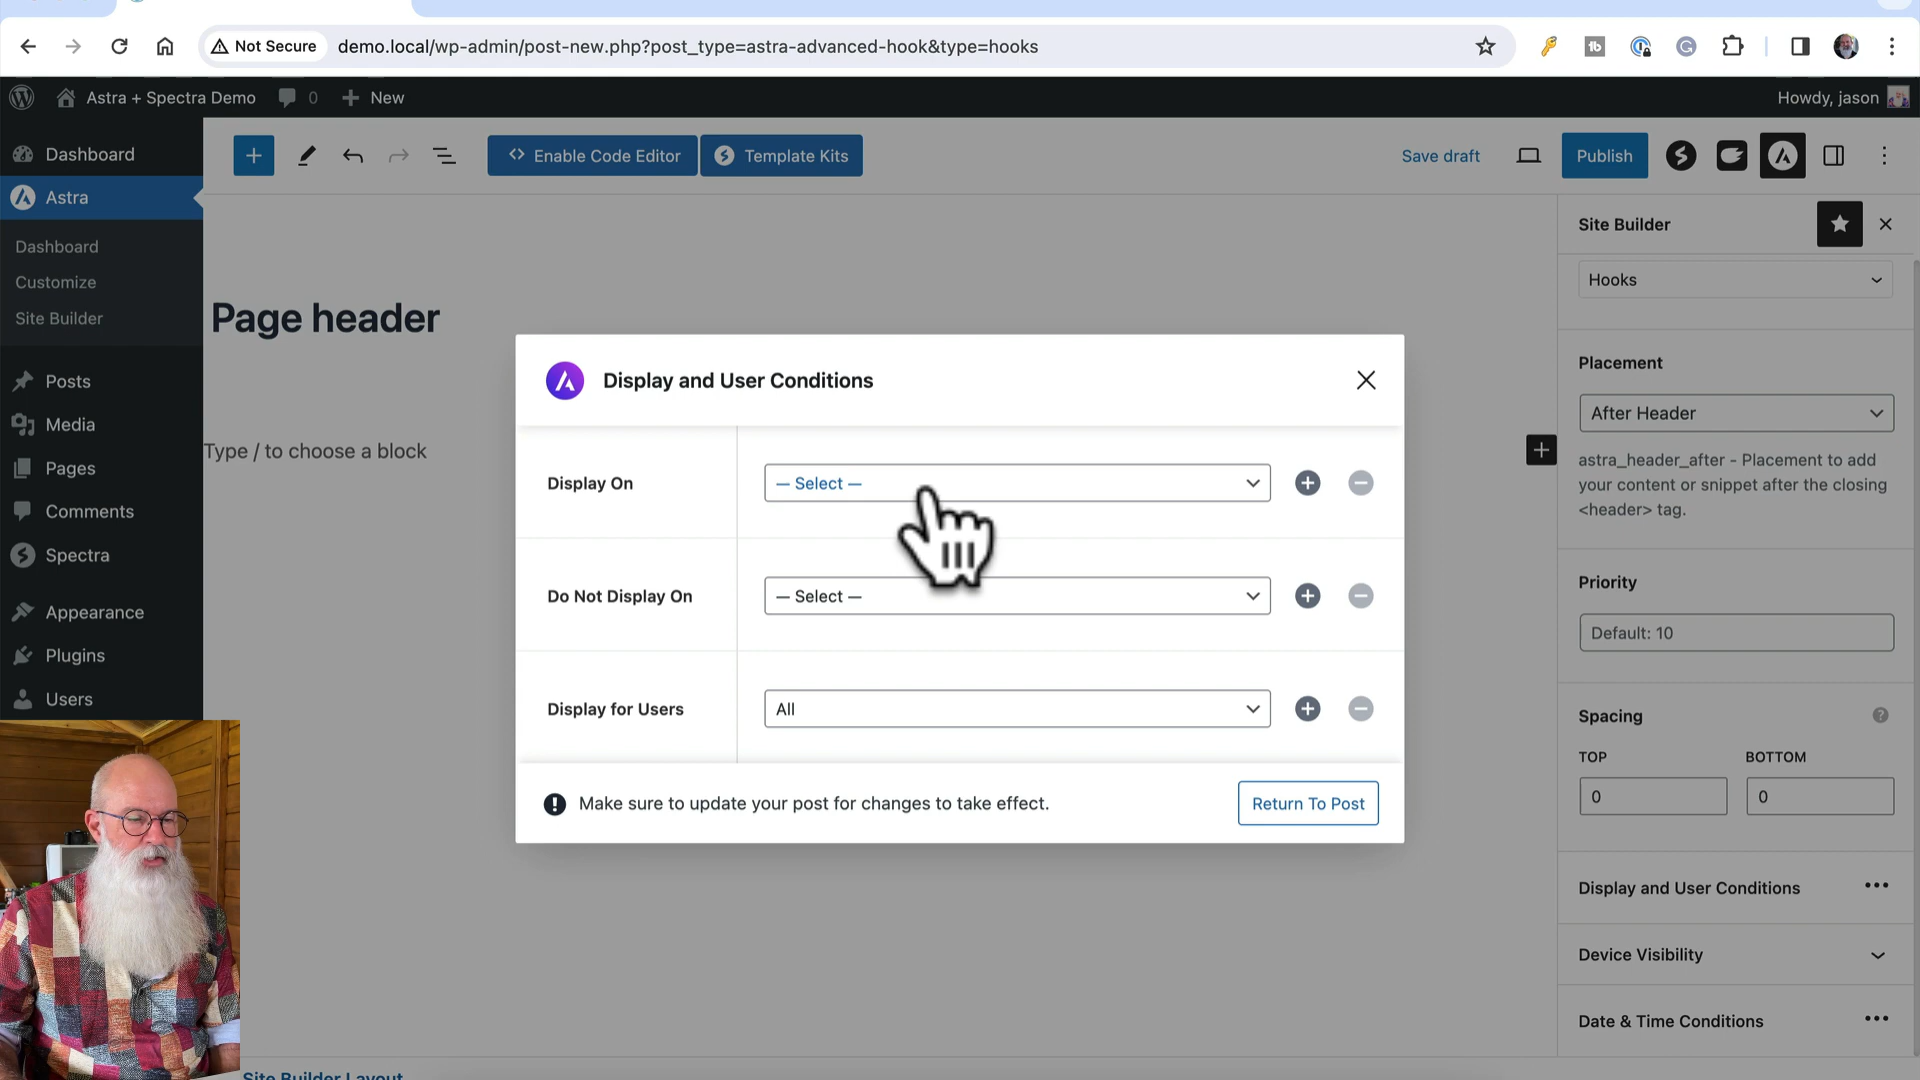 Not Secure
demo.local/wp-admin/post-new.php?post_type=astra-advanced-hook&type=hooks
Astra + Spectra Demo
0
New
Howdy, jason
Dashboard
Astra
Dashboard
Customize
Site Builder
Posts
Media
Pages
Comments
Spectra
Appearance
Plugins
Users
Enable Code Editor
Template Kits
Save draft
Publish
Page header
Type / to choose a block
Display and User Conditions
Display On
— Select —
Do Not Display On
— Select —
Display for Users
All
Make sure to update your post for changes to take effect.
Return To Post
Site Builder
Hooks
Placement
After Header
astra_header_after - Placement to add
your content or snippet after the closing
<header> tag.
Priority
Default: 10
Spacing
TOP
BOTTOM
0
0
Display and User Conditions
Device Visibility
Date & Time Conditions
Site Builder Layout